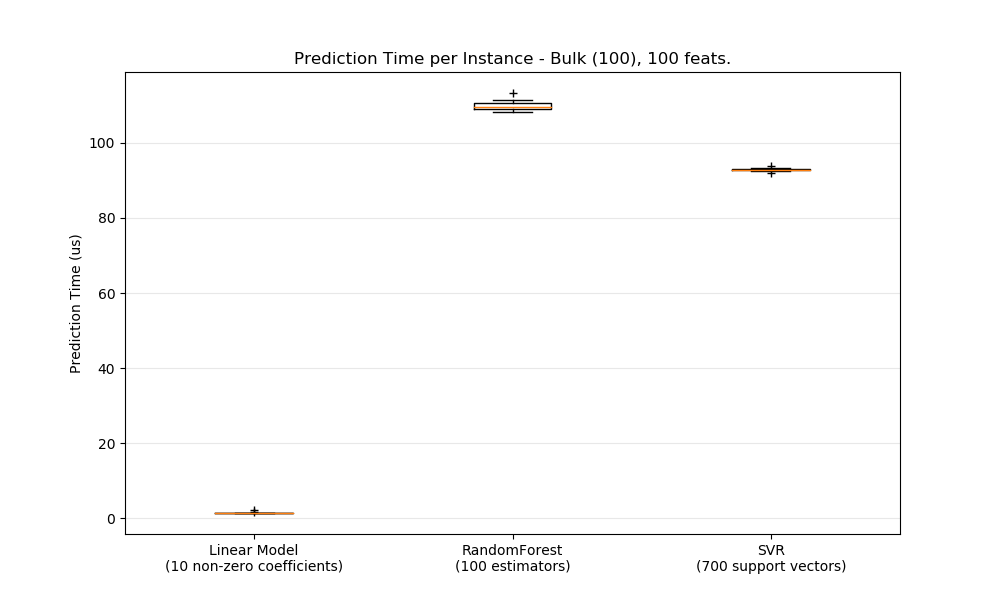 Prediction Time per Instance - Bulk (100), 100 feats.
Prediction Time (us)
100
80
60
40
20
0
Linear Model
(10 non-zero coefficients)
RandomForest
(100 estimators)
SVR
(700 support vectors)